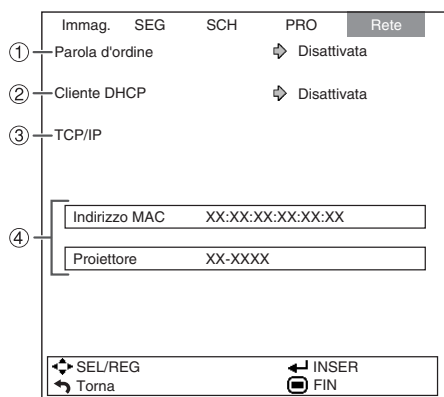 Immag. SEG SCH PRO Rete
① Parola d'ordine Disattivata
② Cliente DHCP Disattivata
③ TCP/IP
④
Indirizzo MAC XX:XX:XX:XX:XX:XX
Proiettore XX-XXXX
SEL/REG INSER
Torna FIN